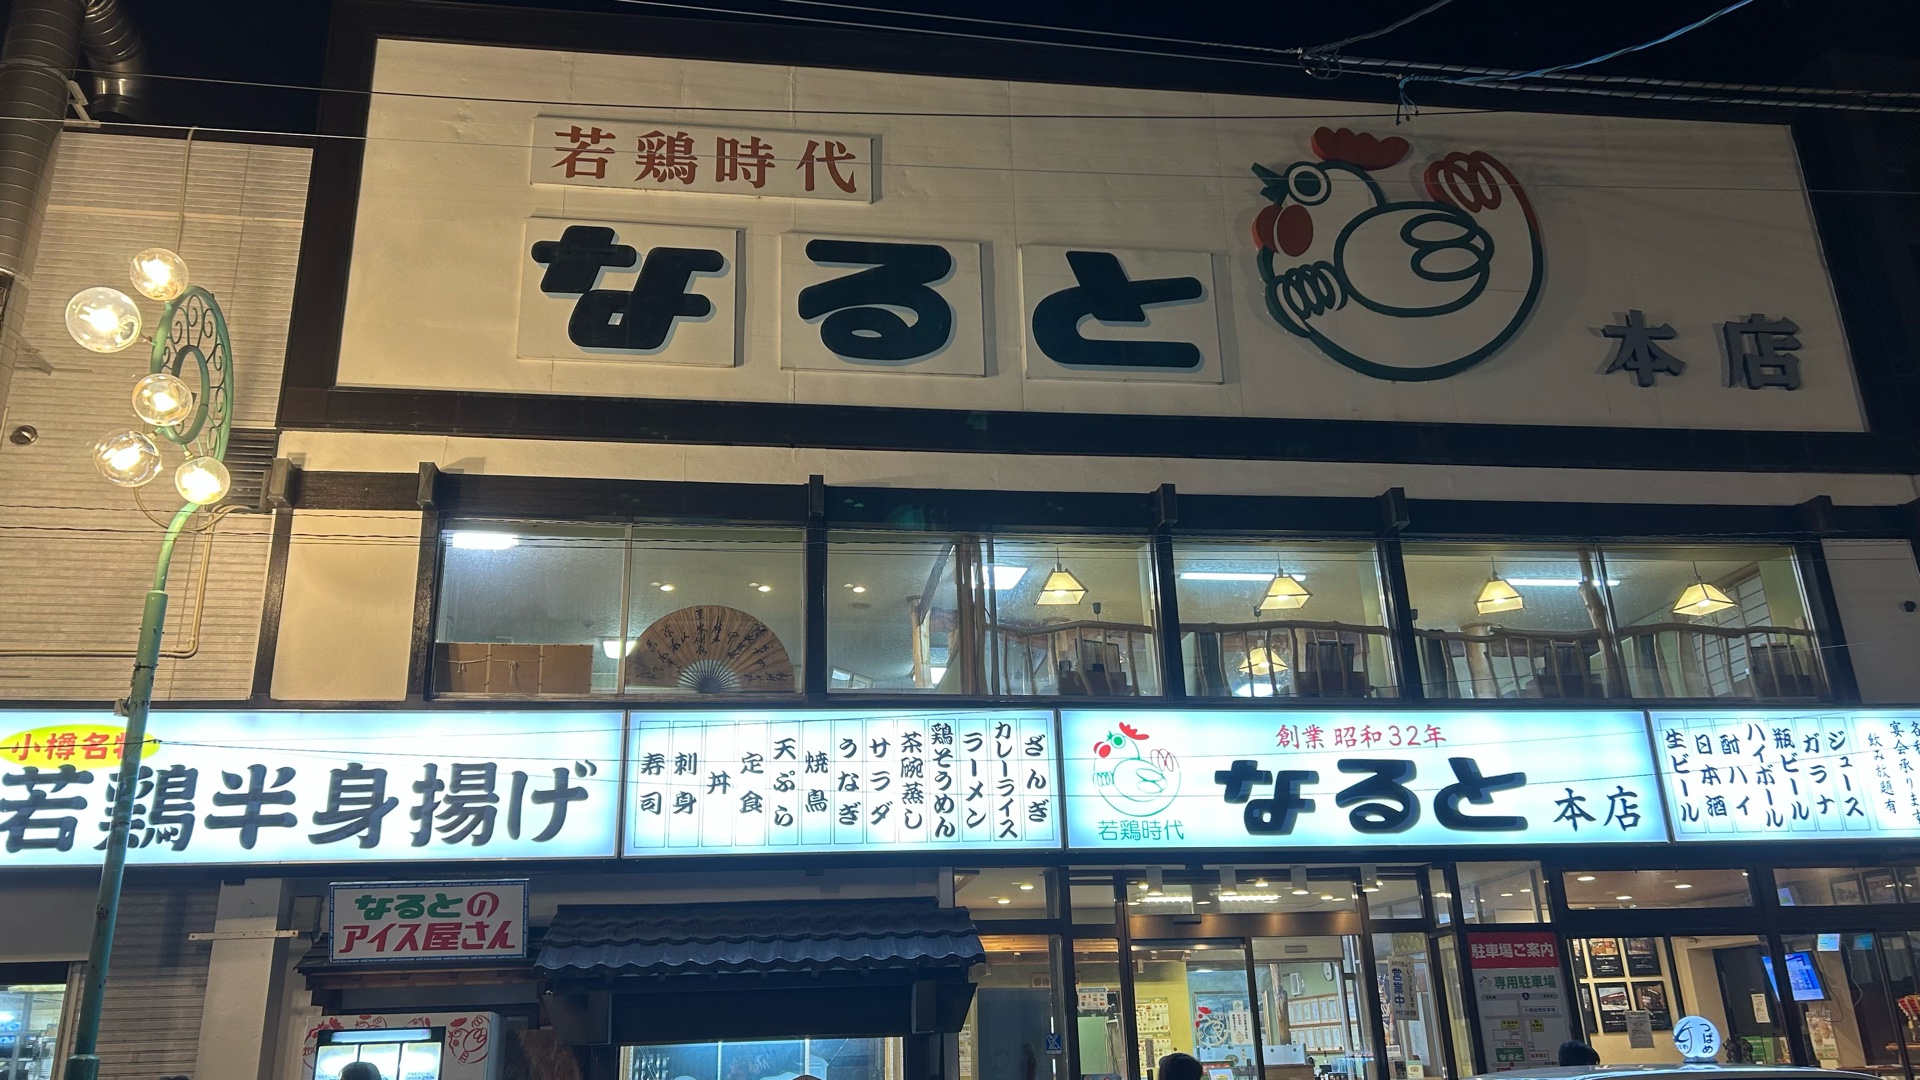 若鶏時代
なると
本店
小樽名物
若鶏半身揚げ
ざんぎ
カレーライス
ラーメン
鶏そうめん
茶碗蒸し
サラダ
うなぎ
焼鳥
天ぷら
定食
丼
刺身
寿司
創業 昭和32年
なると 本店
若鶏時代
宴会承ります
飲み放題有
ジュース
ガラナ
瓶ビール
ハイボール
酎ハイ
日本酒
生ビール
なるとの
アイス屋さん
営業中
駐車場ご案内
専用駐車場
なると
つばめ